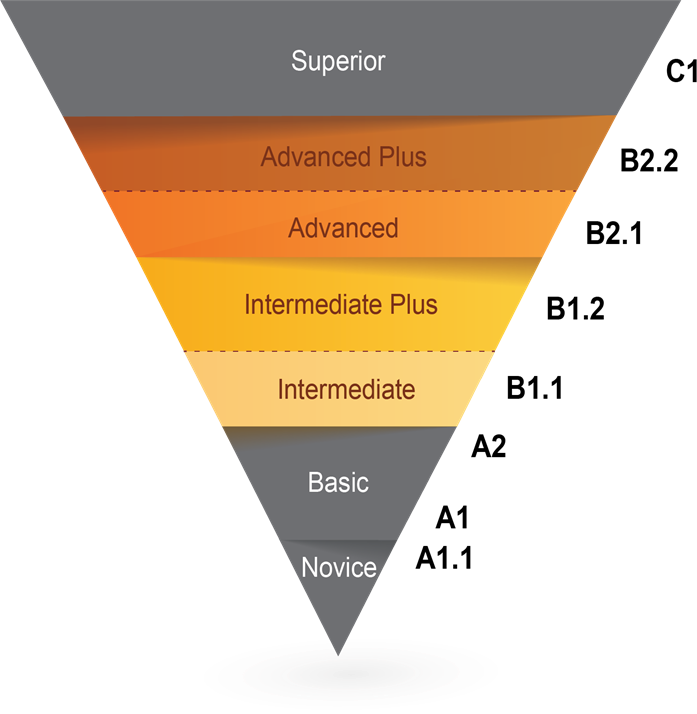 Superior
C1
Advanced Plus
B2.2
Advanced
B2.1
Intermediate Plus
B1.2
Intermediate
B1.1
A2
Basic
A1
A1.1
Novice